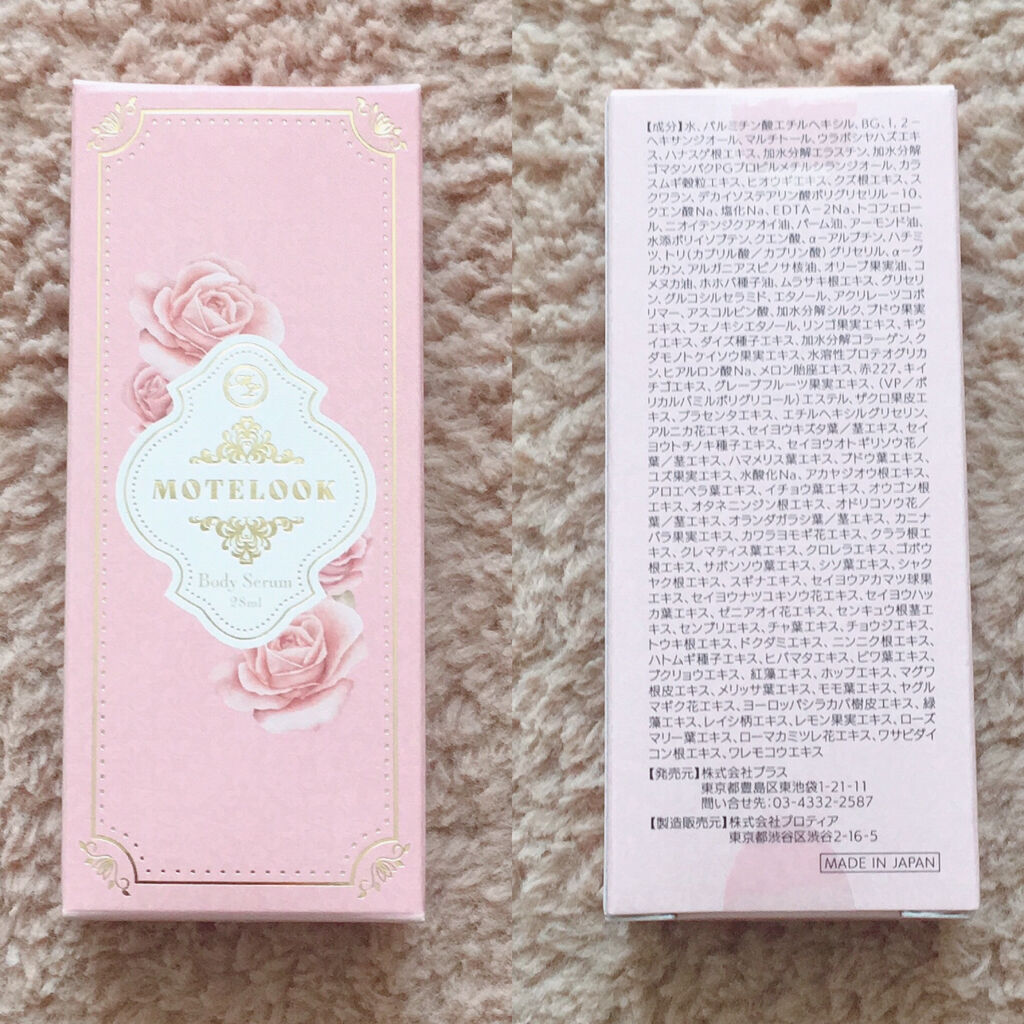 MOTELOOK
Body Serum
28ml
【成分】水、パルミチン酸エチルヘキシル、BG、1，2－
ヘキサンジオール、マルチトール、ウラボシヤハズエキ
ス、ハナスゲ根エキス、加水分解エラスチン、加水分解
ゴマタンパクPGプロピルメチルシランジオール、カラ
スムギ穀粒エキス、ヒオウギエキス、クズ根エキス、ス
クワラン、デカイソステアリン酸ポリグリセリル－10、
クエン酸Na、塩化Na、EDTA－2Na、トコフェロー
ル、ニオイテンジクアオイ油、パーム油、アーモンド油、
水添ポリイソブテン、クエン酸、α－アルブチン、ハチミ
ツ、トリ（カプリル酸／カプリン酸）グリセリル、α－グ
ルカン、アルガニアスピノサ核油、オリーブ果実油、コ
メヌカ油、ホホバ種子油、ムラサキ根エキス、グリセリ
ン、グルコシルセラミド、エタノール、アクリレーツコポ
リマー、アスコルビン酸、加水分解シルク、ブドウ果実
エキス、フェノキシエタノール、リンゴ果実エキス、キウ
イエキス、ダイズ種子エキス、加水分解コラーゲン、ク
ダモノトケイソウ果実エキス、水溶性プロテオグリカ
ン、ヒアルロン酸Na、メロン胎座エキス、赤227、キイ
チゴエキス、グレープフルーツ果実エキス、（VP／ポ
リカルバミルポリグリコール）エステル、ザクロ果皮エ
キス、プラセンタエキス、エチルヘキシルグリセリン、
アルニカ花エキス、セイヨウキズタ葉／茎エキス、セイ
ヨウトチノキ種子エキス、セイヨウオトギリソウ花／
葉／茎エキス、ハマメリス葉エキス、ブドウ葉エキス、
ユズ果実エキス、水酸化Na、アカヤジオウ根エキス、
アロエベラ葉エキス、イチョウ葉エキス、オウゴン根
エキス、オタネニンジン根エキス、オドリコソウ花／
葉／茎エキス、オランダガラシ葉／茎エキス、カニナ
バラ果実エキス、カワラヨモギ花エキス、クララ根エ
キス、クレマティス葉エキス、クロレラエキス、ゴボウ
根エキス、サボンソウ葉エキス、シソ葉エキス、シャク
ヤク根エキス、スギナエキス、セイヨウアカマツ球果
エキス、セイヨウナツユキソウ花エキス、セイヨウハッ
カ葉エキス、ゼニアオイ花エキス、センキュウ根茎エ
キス、センブリエキス、チャ葉エキス、チョウジエキス、
トウキ根エキス、ドクダミエキス、ニンニク根エキス、
ハトムギ種子エキス、ヒバマタエキス、ビワ葉エキス、
ブクリョウエキス、紅藻エキス、ホップエキス、マグワ
根皮エキス、メリッサ葉エキス、モモ葉エキス、ヤグル
マギク花エキス、ヨーロッパシラカバ樹皮エキス、緑
藻エキス、レイシ柄エキス、レモン果実エキス、ローズ
マリー葉エキス、ローマカミツレ花エキス、ワサビダイ
コン根エキス、ワレモコウエキス
【発売元】株式会社プラス
東京都豊島区東池袋1-21-11
問い合せ先：03-4332-2587
【製造販売元】株式会社プロティア
東京都渋谷区渋谷2-16-5
MADE IN JAPAN